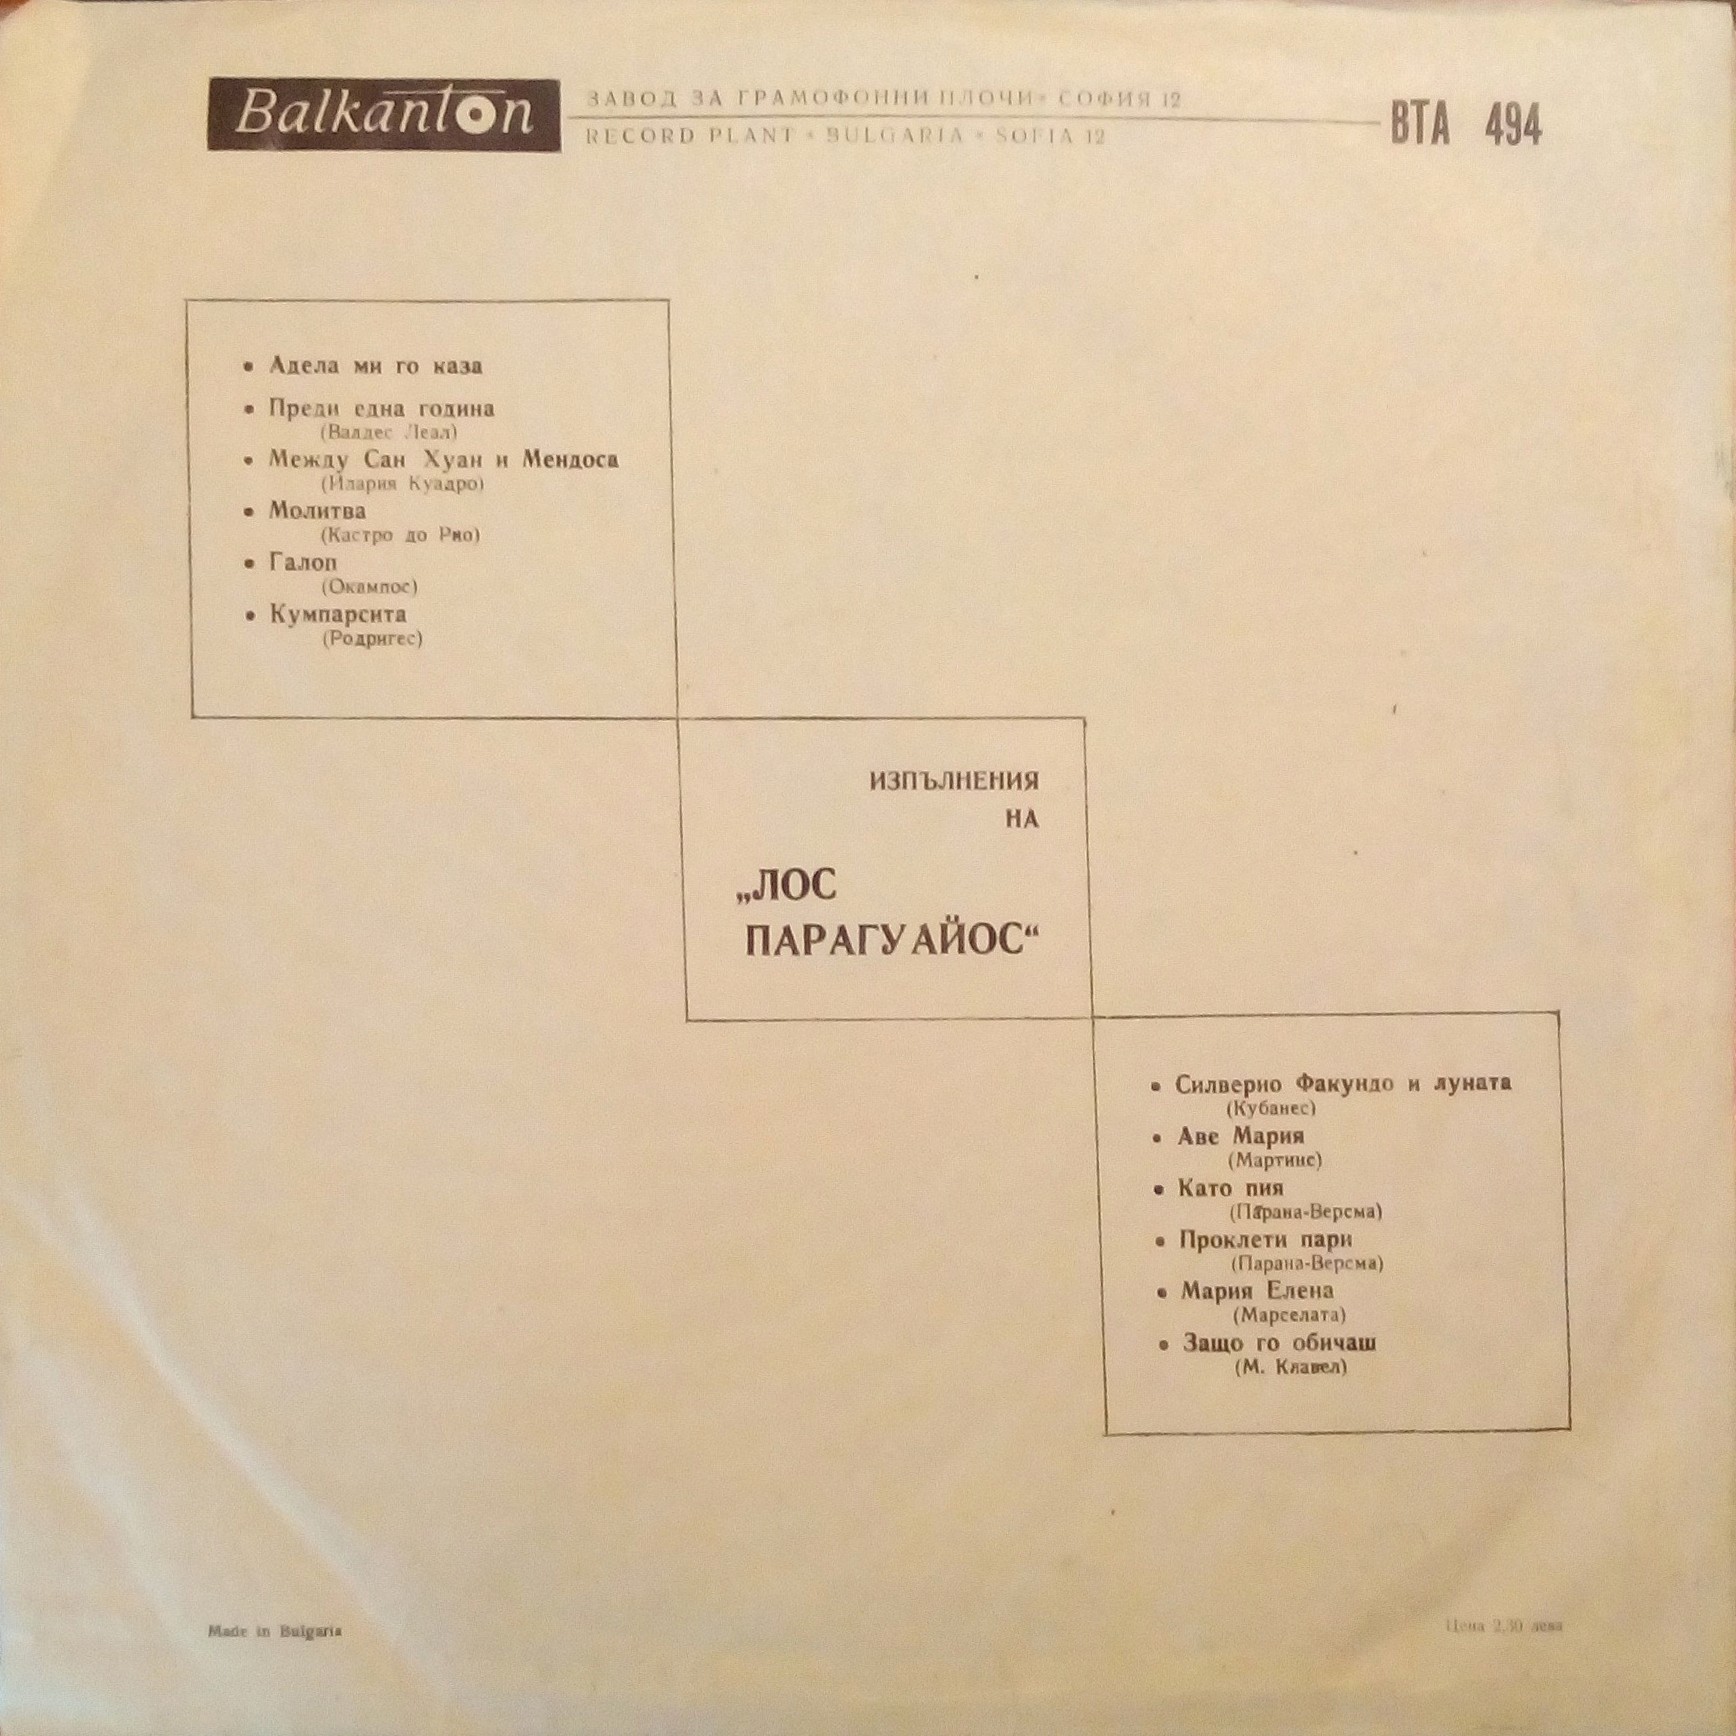 Balkanton
ЗАВОД ЗА ГРАМОФОННИ ПЛОЧИ • СОФИЯ 12
RECORD PLANT • BULGARIA • SOFIA 12
ВТА 494
• Адела ми го каза
• Преди една година
(Валдес Леал)
• Между Сан Хуан и Мендоса
(Илария Куадро)
• Молитва
(Кастро до Рио)
• Галоп
(Окампос)
• Кумпарсита
(Родригес)
ИЗПЪЛНЕНИЯ
НА
„ЛОС
ПАРАГУАЙОС“
• Силверио Факундо и луната
(Кубанес)
• Аве Мария
(Мартинс)
• Като пия
(Парана-Версма)
• Проклети пари
(Парана-Версма)
• Мария Елена
(Марселата)
• Защо го обичаш
(М. Клавел)
Made in Bulgaria
Цена 2,30 лева